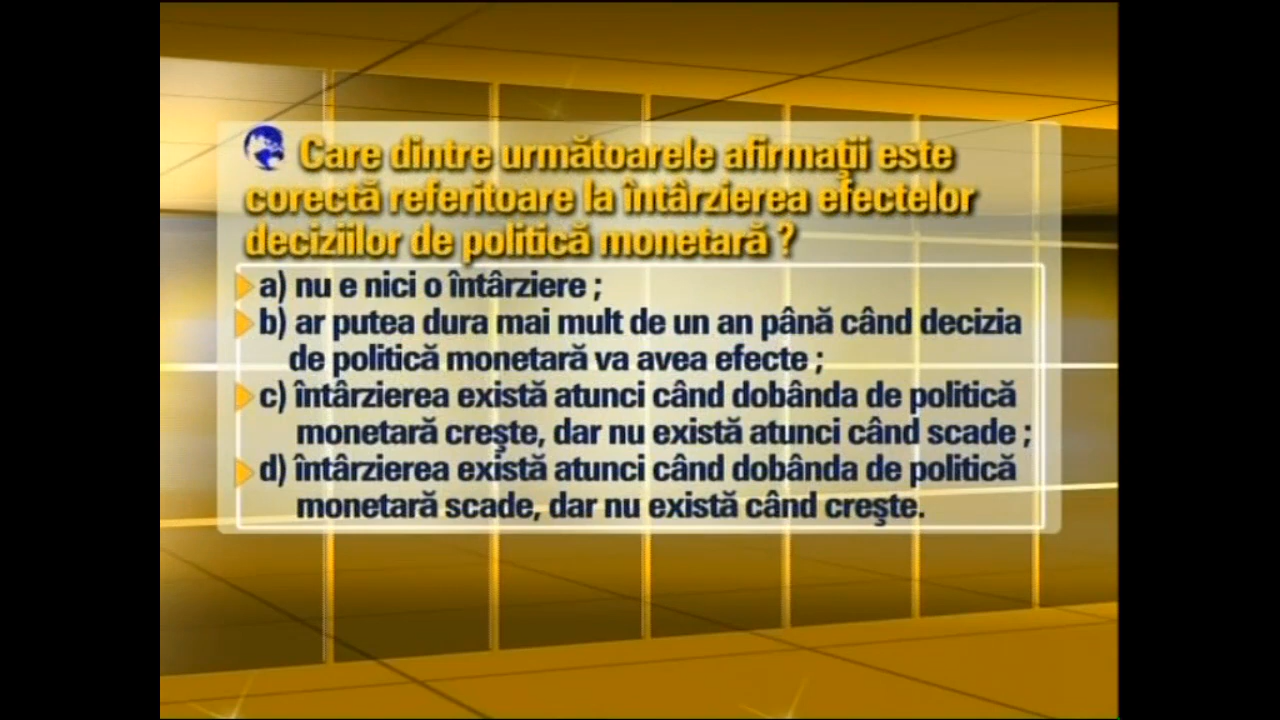 Care dintre următoarele afirmaţii este
corectă referitoare la întârzierea efectelor
deciziilor de politică monetară ?
a) nu e nici o întârziere ;
b) ar putea dura mai mult de un an până când decizia
de politică monetară va avea efecte ;
c) întârzierea există atunci când dobânda de politică
monetară creşte, dar nu există atunci când scade ;
d) întârzierea există atunci când dobânda de politică
monetară scade, dar nu există când creşte.